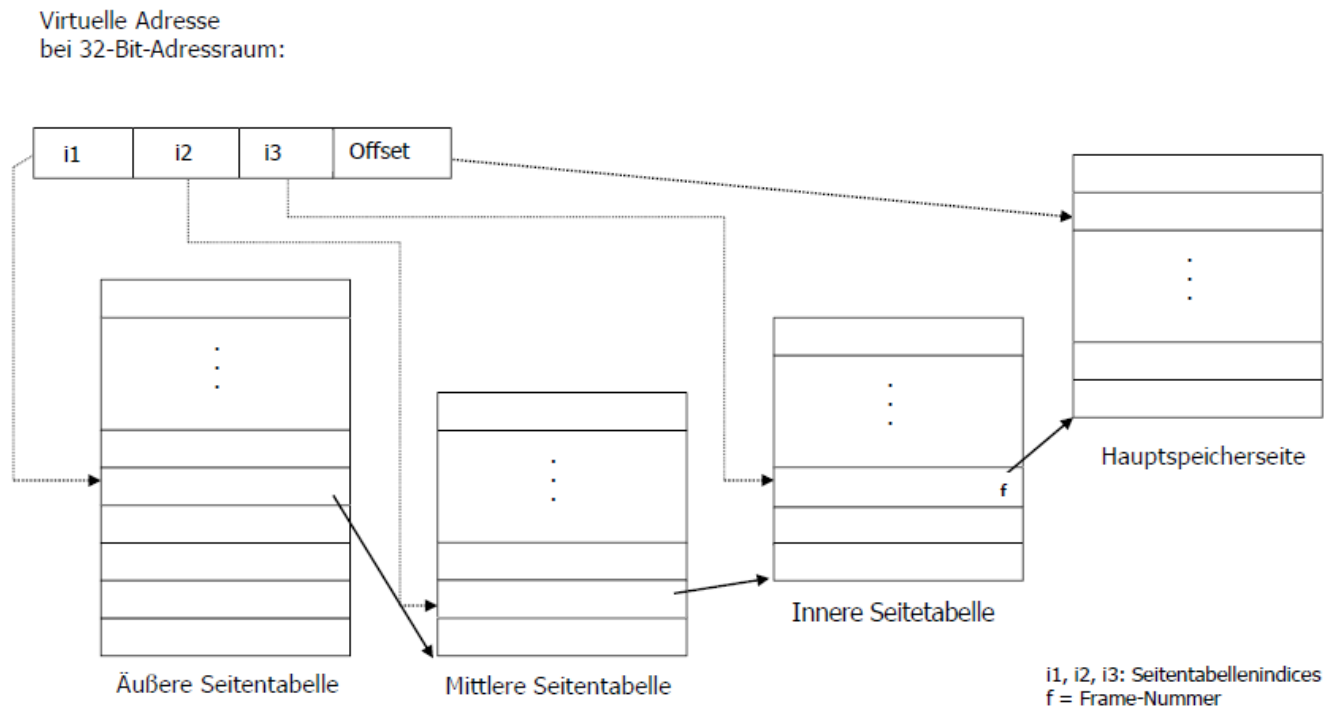 Virtuelle Adresse
bei 32-Bit-Adressraum:
i1 i2 i3 Offset
f
Hauptspeicherseite
Innere Seitetabelle
Äußere Seitentabelle
Mittlere Seitentabelle
i1, i2, i3: Seitentabellenindices
f = Frame-Nummer